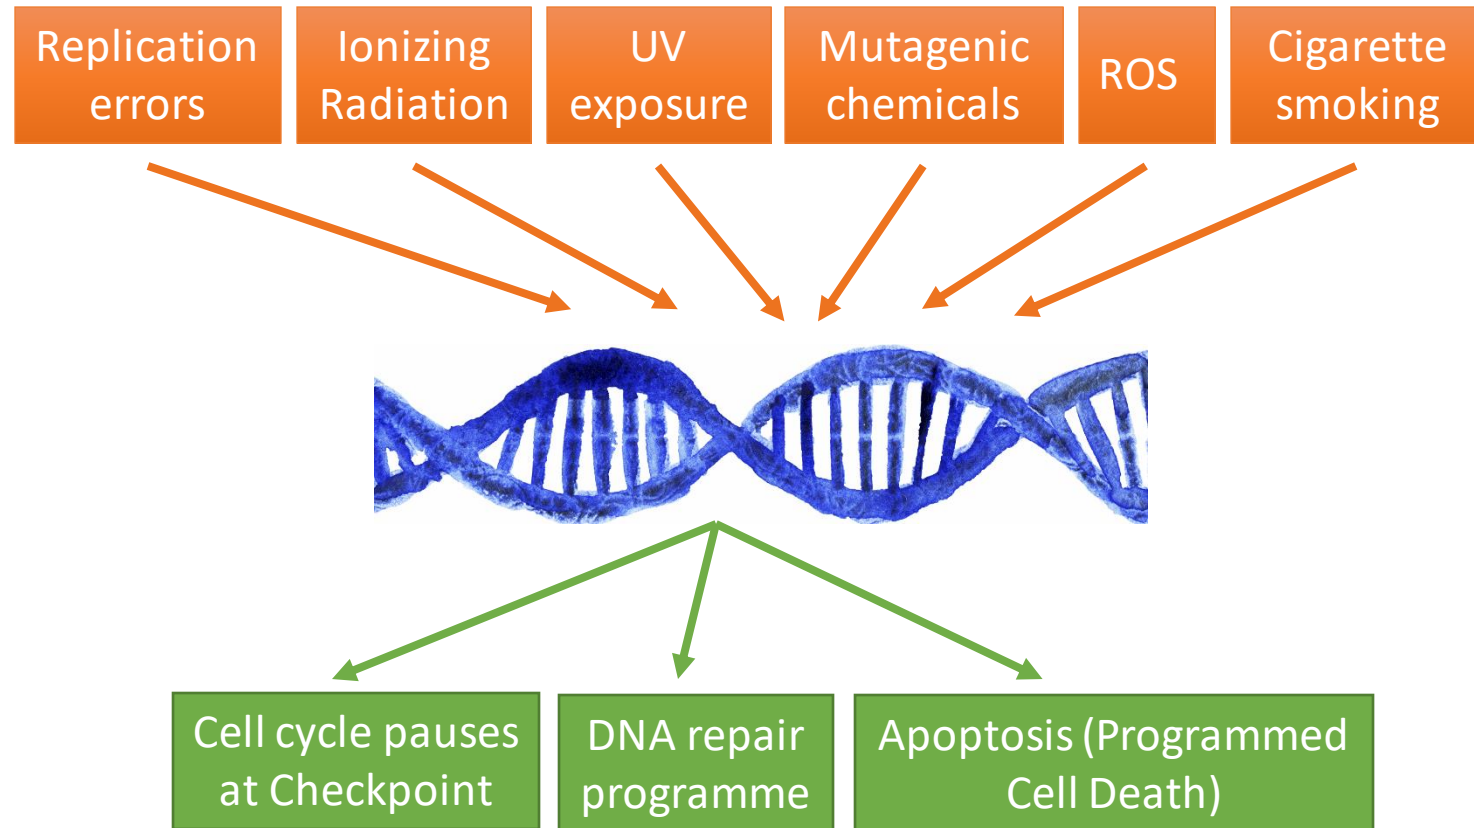 Replication
errors
Ionizing
Radiation
UV
exposure
Mutagenic
chemicals
ROS
Cigarette
smoking
Cell cycle pauses
at Checkpoint
DNA repair
programme
Apoptosis (Programmed
Cell Death)